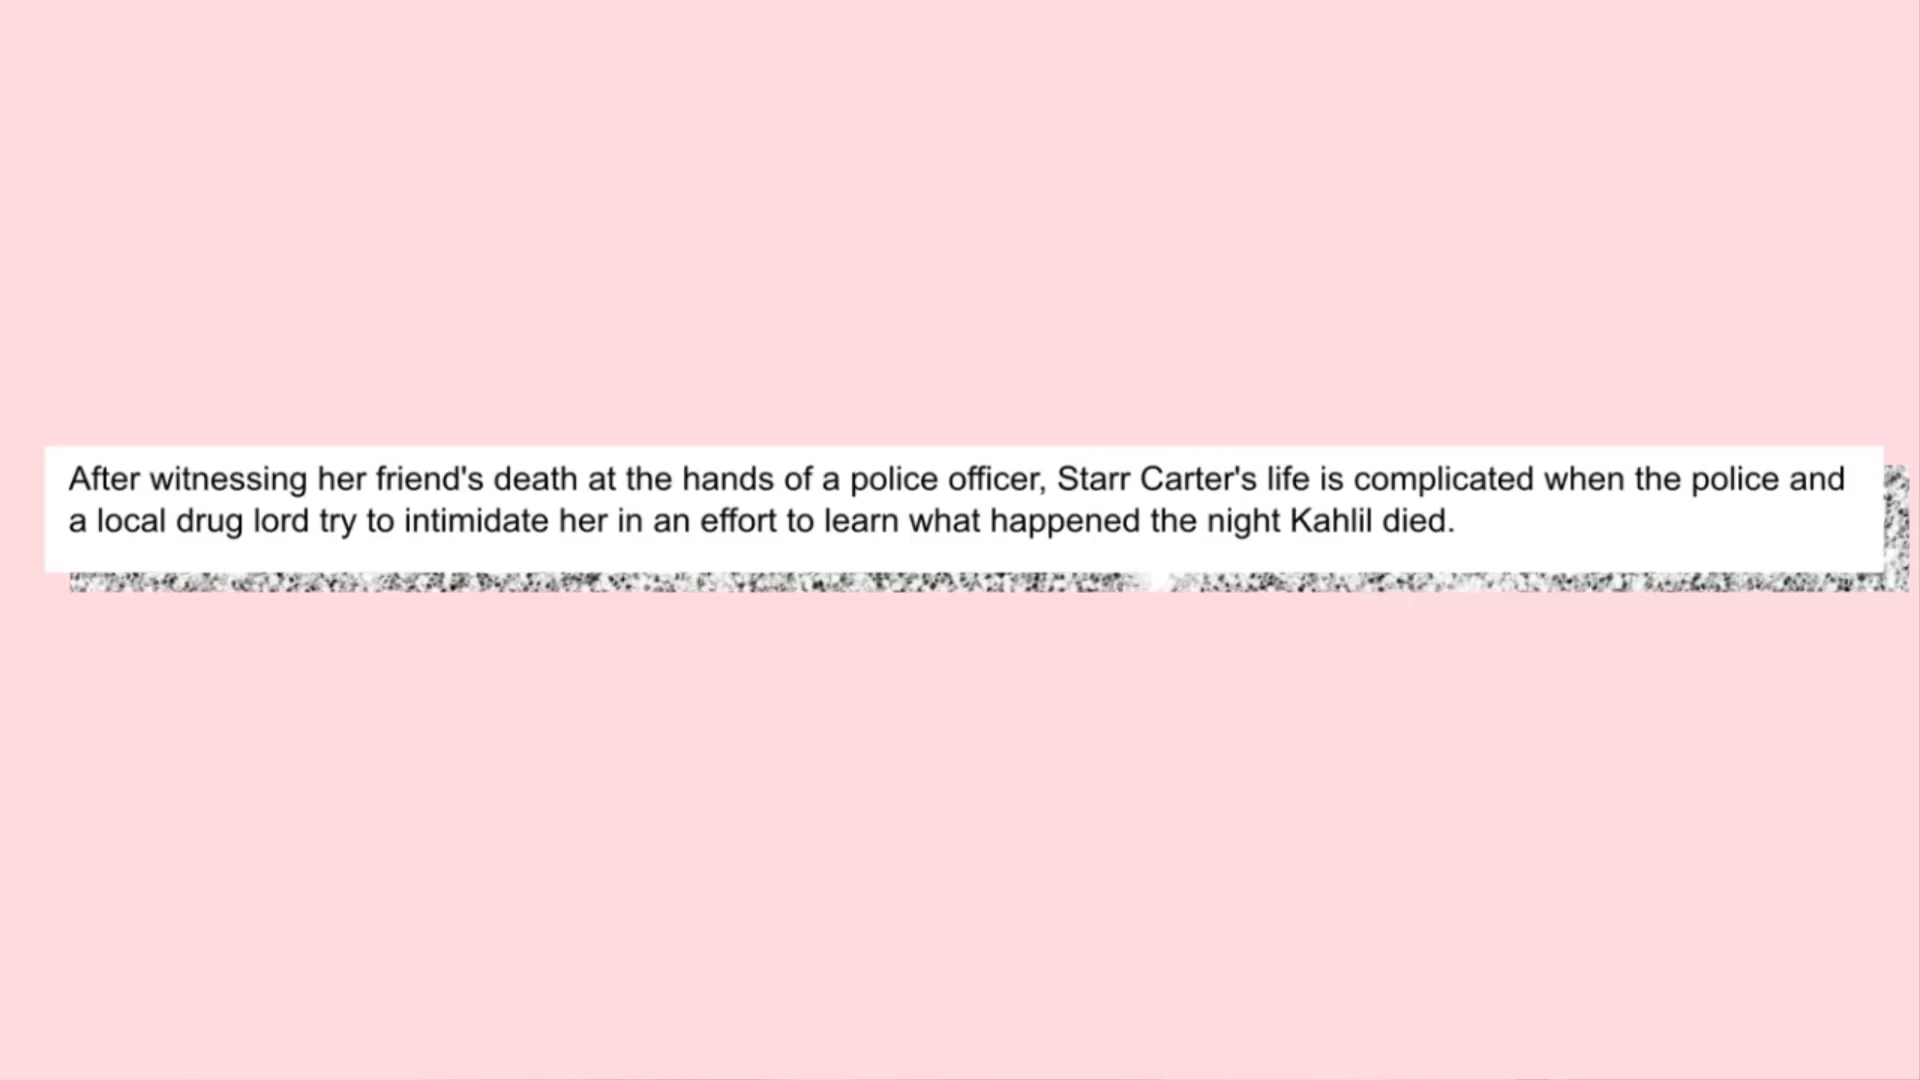 After witnessing her friend's death at the hands of a police officer, Starr Carter's life is complicated when the police and
a local drug lord try to intimidate her in an effort to learn what happened the night Kahlil died.